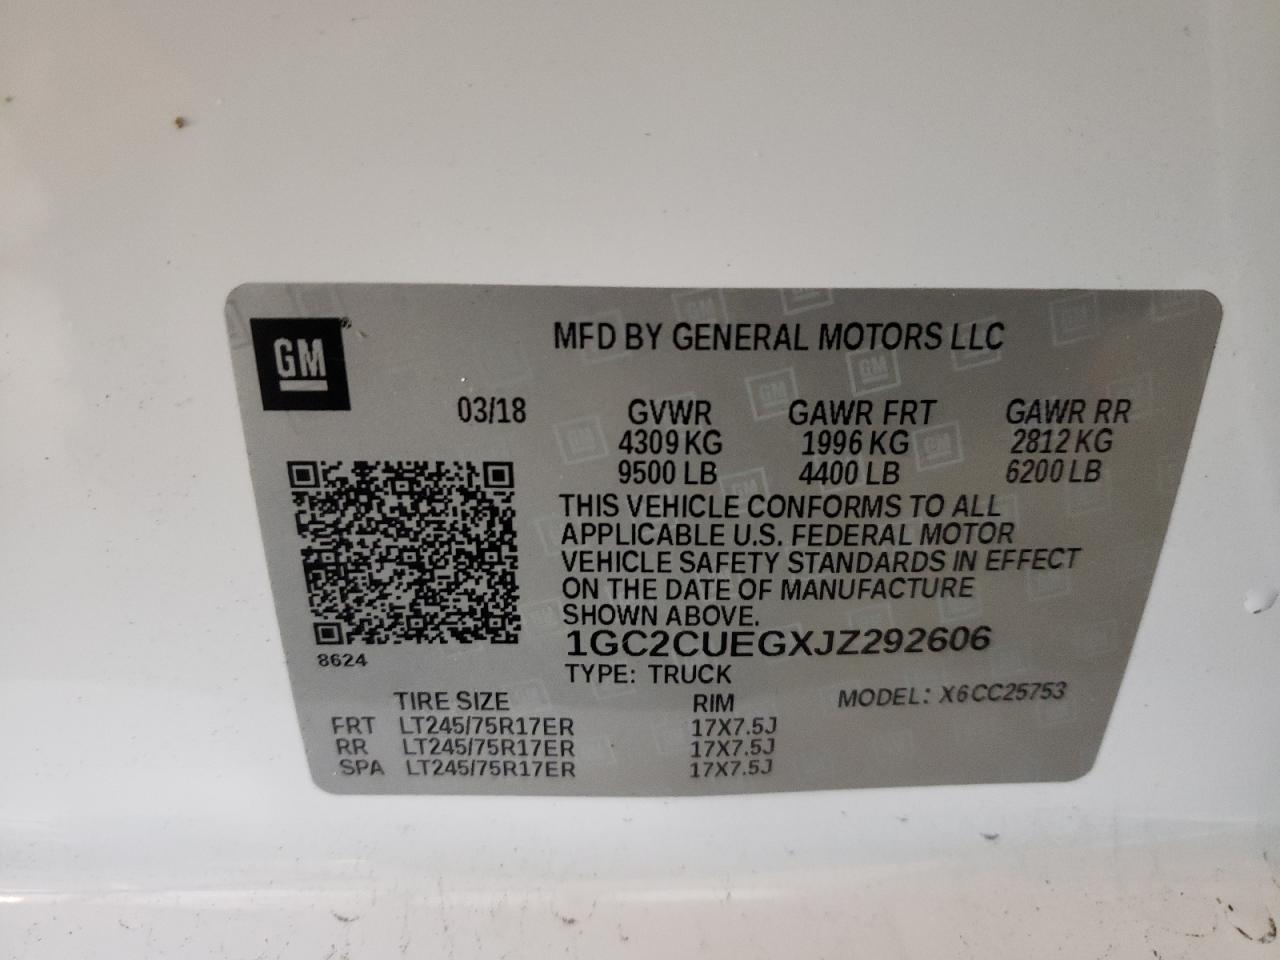 GM
MFD BY GENERAL MOTORS LLC
03/18 GVWR GAWR FRT GAWR RR
4309 KG 1996 KG 2812 KG
9500 LB 4400 LB 6200 LB
THIS VEHICLE CONFORMS TO ALL
APPLICABLE U.S. FEDERAL MOTOR
VEHICLE SAFETY STANDARDS IN EFFECT
ON THE DATE OF MANUFACTURE
SHOWN ABOVE.
1GC2CUEGXJZ292606
8624
TYPE: TRUCK
TIRE SIZE RIM MODEL: X6CC25753
FRT LT245/75R17ER 17X7.5J
RR LT245/75R17ER 17X7.5J
SPA LT245/75R17ER 17X7.5J